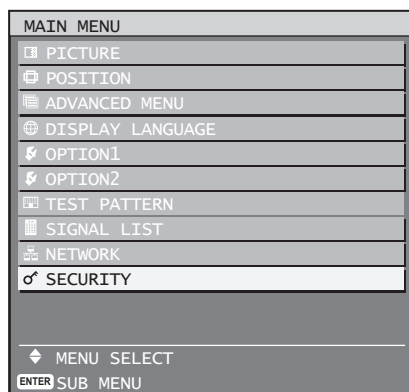 MAIN MENU
PICTURE
POSITION
ADVANCED MENU
DISPLAY LANGUAGE
OPTION1
OPTION2
TEST PATTERN
SIGNAL LIST
NETWORK
SECURITY
MENU SELECT
ENTER SUB MENU